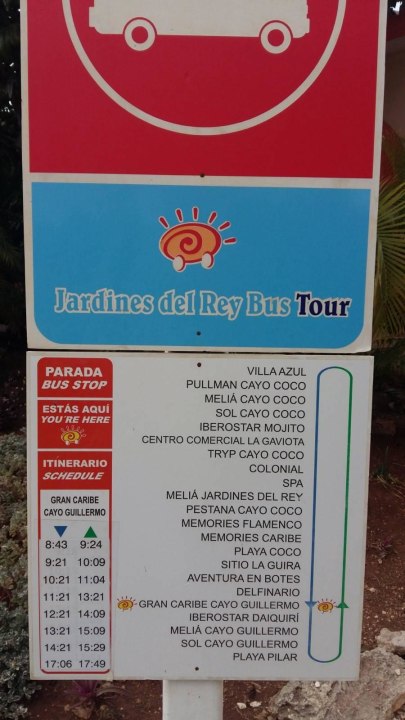 Jardines del Rey Bus Tour
PARADA
BUS STOP
ESTÁS AQUÍ
YOU'RE HERE
ITINERARIO
SCHEDULE
GRAN CARIBE
CAYO GUILLERMO
8:43 9:24
9:21 10:09
10:21 11:04
11:21 13:21
12:21 14:09
13:21 15:09
14:21 15:29
17:06 17:49
VILLA AZUL
PULLMAN CAYO COCO
MELIÁ CAYO COCO
SOL CAYO COCO
IBEROSTAR MOJITO
CENTRO COMERCIAL LA GAVIOTA
TRYP CAYO COCO
COLONIAL
SPA
MELIÁ JARDINES DEL REY
PESTANA CAYO COCO
MEMORIES FLAMENCO
MEMORIES CARIBE
PLAYA COCO
SITIO LA GUIRA
AVENTURA EN BOTES
DELFINARIO
GRAN CARIBE CAYO GUILLERMO
IBEROSTAR DAIQUIRÍ
MELIÁ CAYO GUILLERMO
SOL CAYO GUILLERMO
PLAYA PILAR